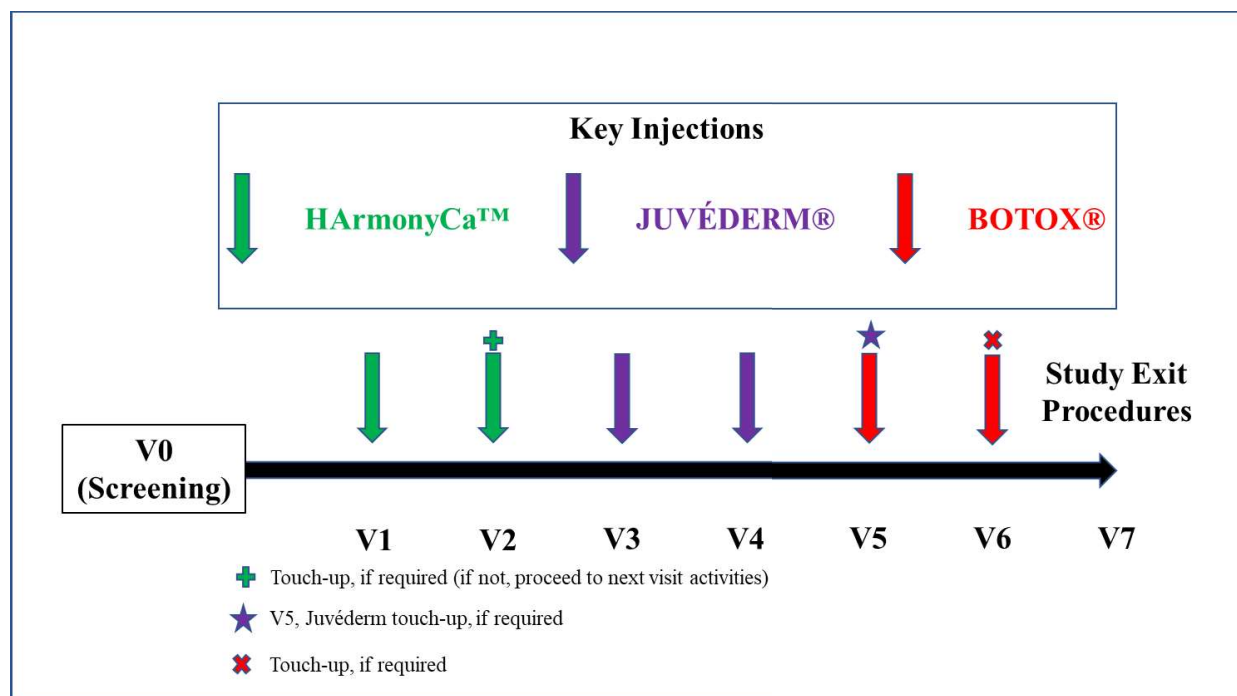 Key Injections
HArmonyCa™
JUVÉDERM®
BOTOX®
Study Exit
Procedures
V0
(Screening)
V1
V2
V3
V4
V5
V6
V7
Touch-up, if required (if not, proceed to next visit activities)
V5, Juvéderm touch-up, if required
Touch-up, if required